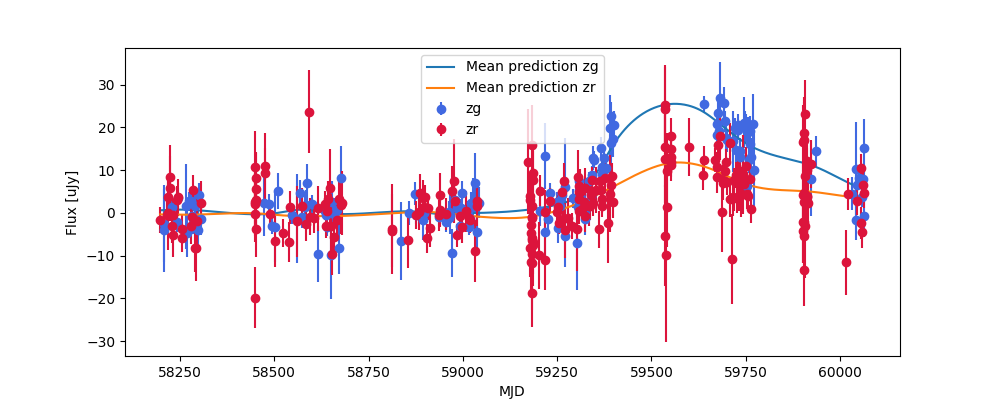 Mean prediction zg
Mean prediction zr
zg
zr
Flux [uJy]
30
20
10
0
−10
−20
−30
58250
58500
58750
59000
59250
59500
59750
60000
MJD